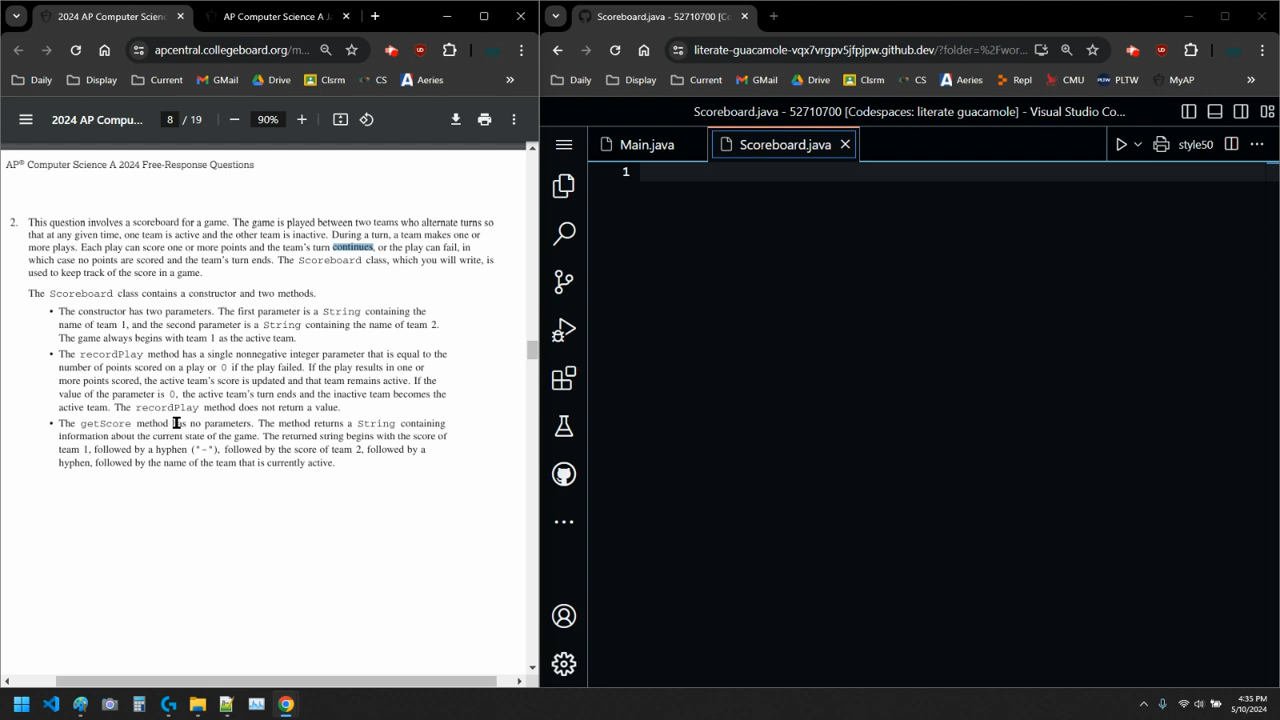 2024 AP Computer Scienc
AP Computer Science A J
Scoreboard.java - 52710700 [Co
apcentral.collegeboard.org/m...
literate-guacamole-vqx7vrgpv5jfpjpw.github.dev/?folder=%2Fwor...
Daily
Display
Current
GMail
Drive
Clsrm
CS
Aeries
»
Daily
Display
Current
GMail
Drive
Clsrm
CS
Aeries
Repl
CMU
PLTW
MyAP
»
2024 AP Compu...
8 / 19
90%
Scoreboard.java - 52710700 [Codespaces: literate guacamole] - Visual Studio Co...
Main.java
Scoreboard.java
style50
1
AP® Computer Science A 2024 Free-Response Questions
2. This question involves a scoreboard for a game. The game is played between two teams who alternate turns so
that at any given time, one team is active and the other team is inactive. During a turn, a team makes one or
more plays. Each play can score one or more points and the team's turn continues, or the play can fail, in
which case no points are scored and the team's turn ends. The Scoreboard class, which you will write, is
used to keep track of the score in a game.
The Scoreboard class contains a constructor and two methods.
• The constructor has two parameters. The first parameter is a String containing the
name of team 1, and the second parameter is a String containing the name of team 2.
The game always begins with team 1 as the active team.
• The recordPlay method has a single nonnegative integer parameter that is equal to the
number of points scored on a play or 0 if the play failed. If the play results in one or
more points scored, the active team's score is updated and that team remains active. If the
value of the parameter is 0, the active team's turn ends and the inactive team becomes the
active team. The recordPlay method does not return a value.
• The getScore method has no parameters. The method returns a String containing
information about the current state of the game. The returned string begins with the score of
team 1, followed by a hyphen ("-"), followed by the score of team 2, followed by a
hyphen, followed by the name of the team that is currently active.
4:35 PM
5/10/2024